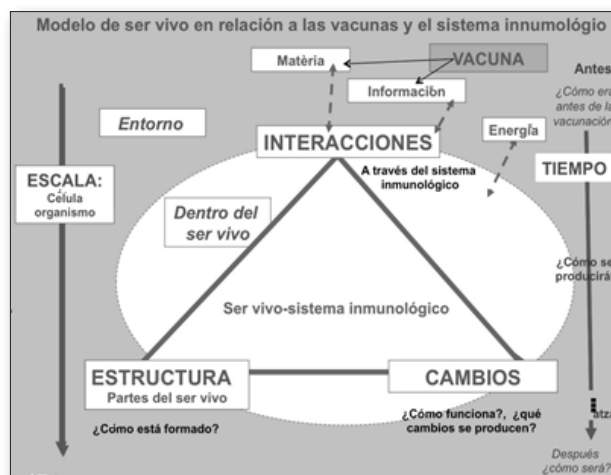 Modelo de ser vivo en relación a las vacunas y el sistema innumológio
Matèria
VACUNA
Información
Antes
¿Cómo era
antes de la
vacunación
Entorno
Energía
INTERACCIONES
A través del sistema
inmunológico
TIEMPO
ESCALA:
Célula
organismo
Dentro del
ser vivo
¿Cómo se
producirá
Ser vivo-sistema inmunológico
ESTRUCTURA
Partes del ser vivo
CAMBIOS
¿Cómo está formado?
¿Cómo funciona?, ¿qué
cambios se producen?
Después
¿cómo será?